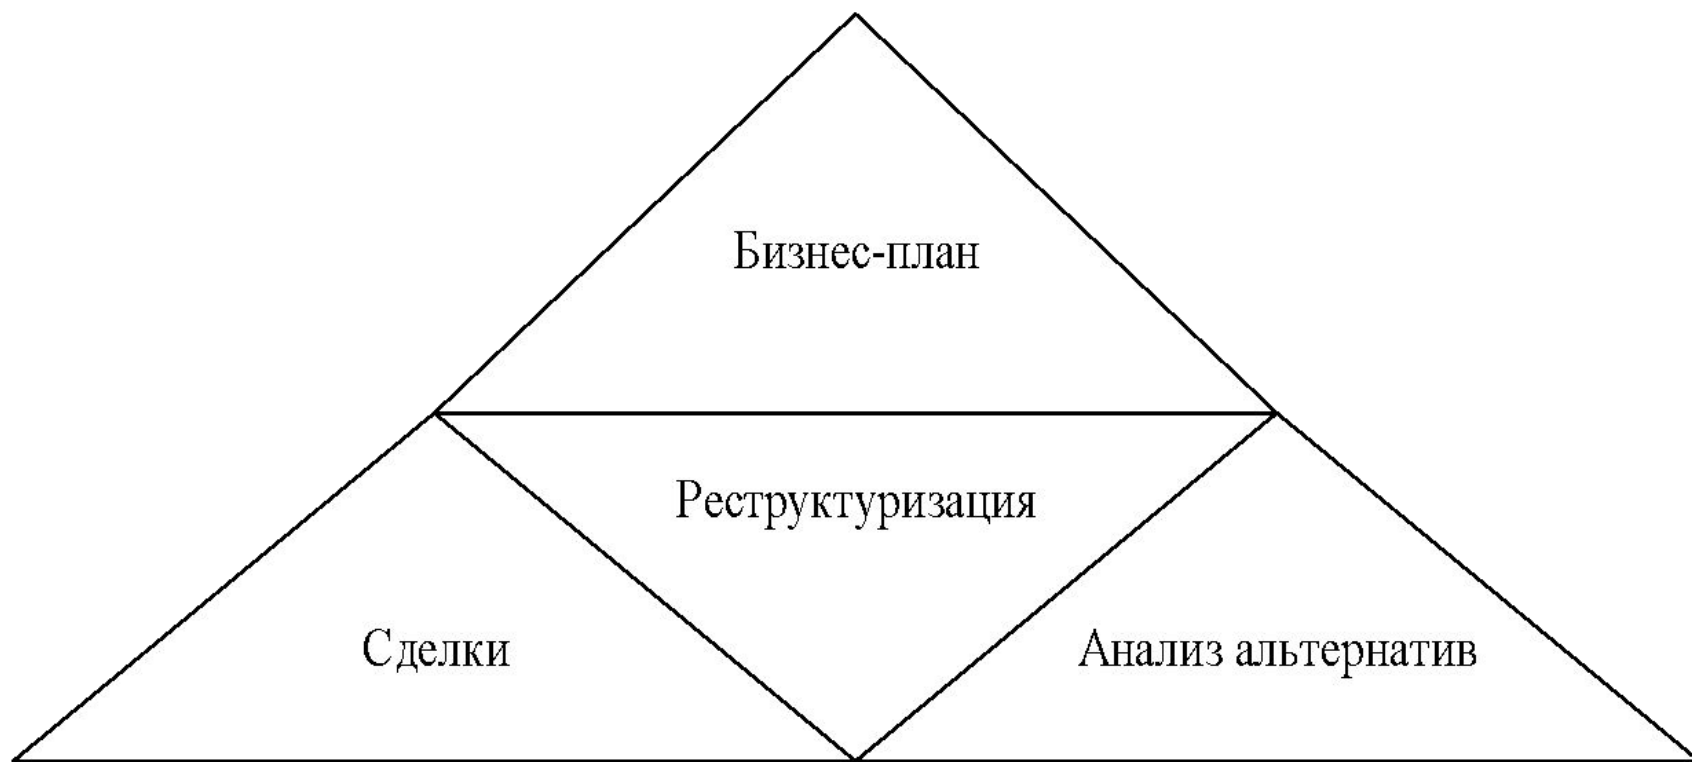 Бизнес-план
Реструктуризация
Сделки
Анализ альтернатив